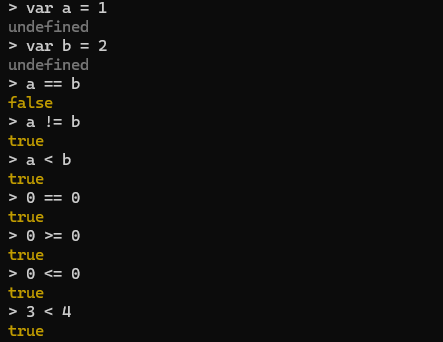 > var a = 1
undefined
> var b = 2
undefined
> a == b
false
> a != b
true
> a < b
true
> 0 == 0
true
> 0 >= 0
true
> 0 <= 0
true
> 3 < 4
true